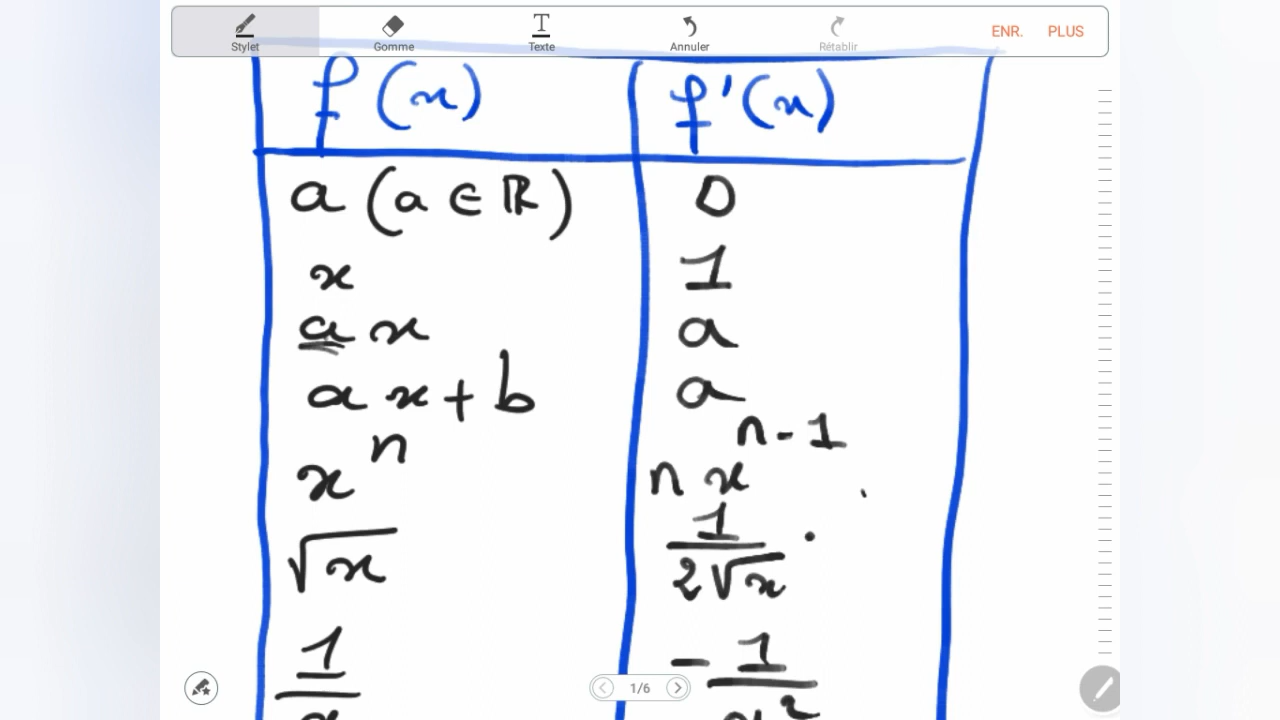 Stylet Gomme Texte Annuler Rétablir ENR. PLUS
f(x) f'(x)
a (a ∈ ℝ) 0
x 1
ax a
ax+b a
xⁿ nxⁿ⁻¹
√x 1/(2√x)
1/x -1/x²
1/6